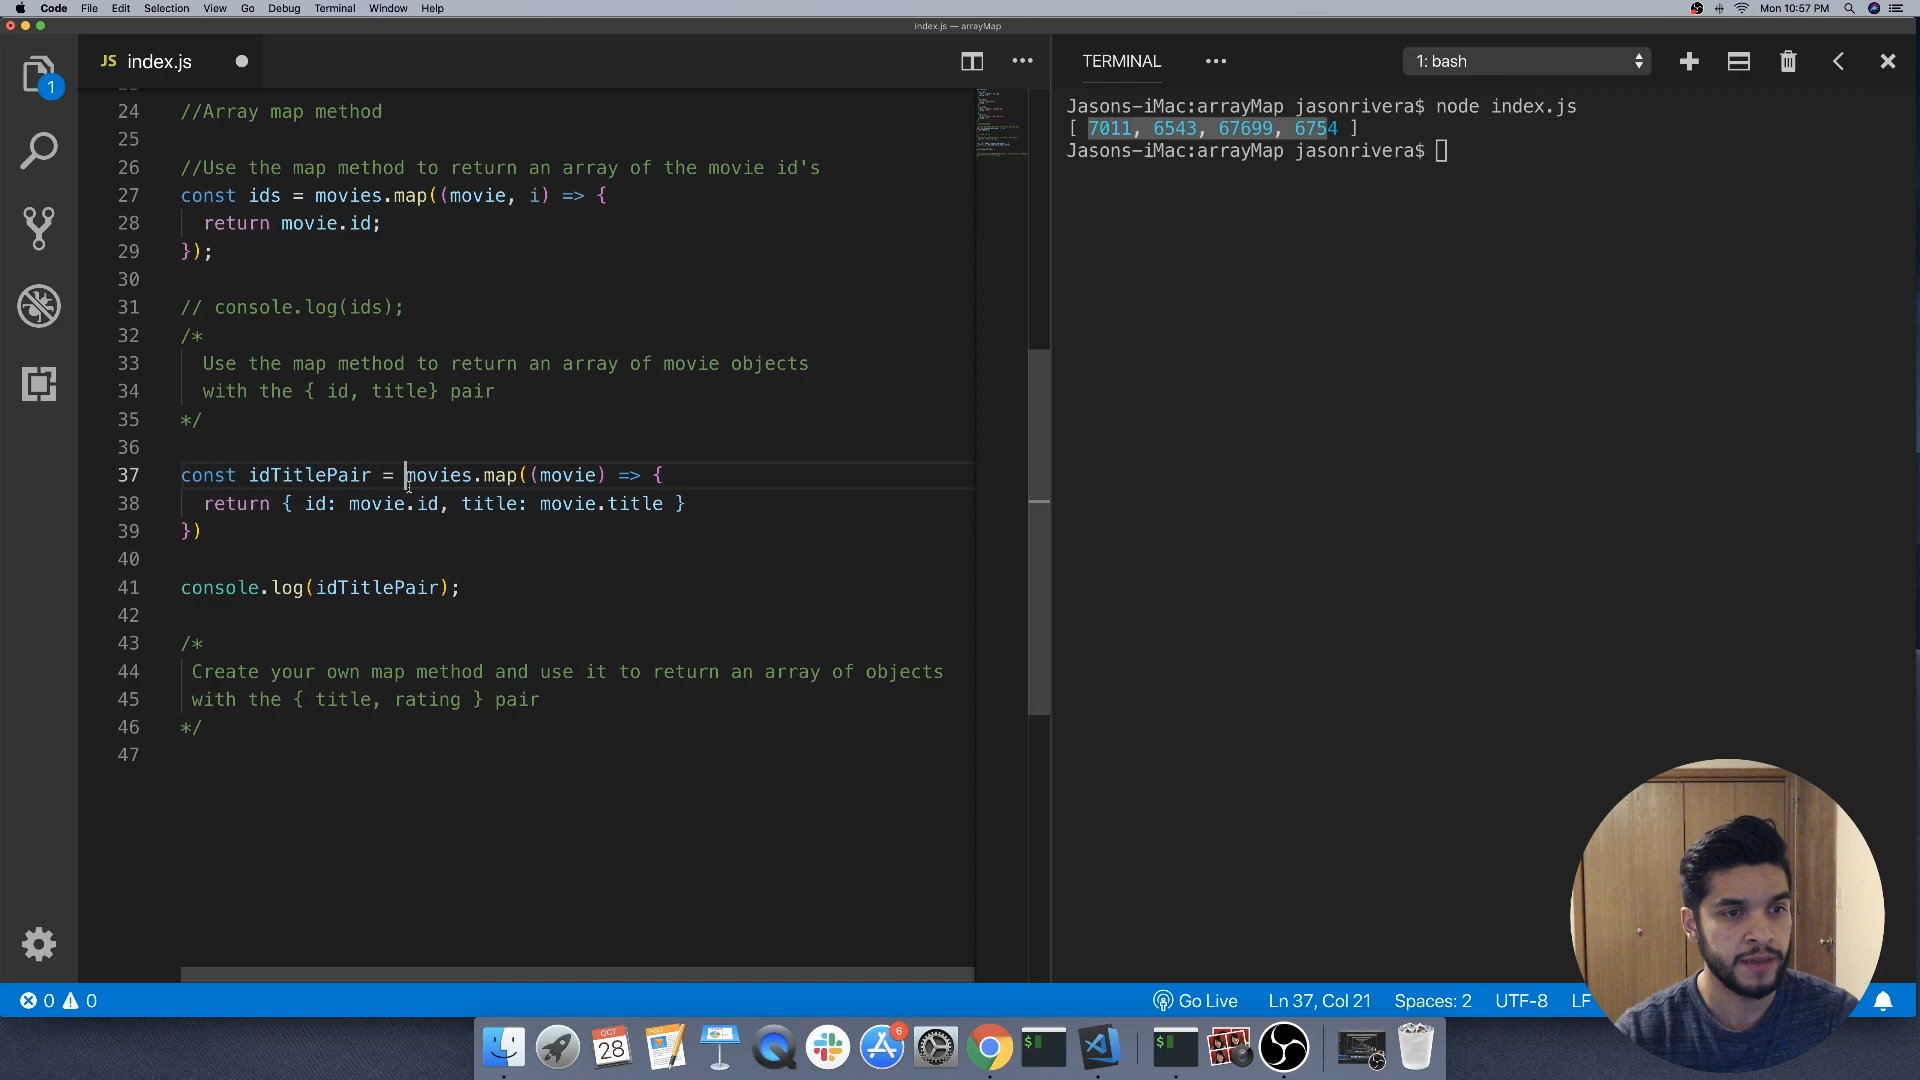 Code File Edit Selection View Go Debug Terminal Window Help Mon 10:57 PM
index.js — arrayMap
JS index.js
TERMINAL
1: bash
1
24 //Array map method
25
26 //Use the map method to return an array of the movie id's
27 const ids = movies.map((movie, i) => {
28 return movie.id;
29 });
30
31 // console.log(ids);
32 /*
33 Use the map method to return an array of movie objects
34 with the { id, title} pair
35 */
36
37 const idTitlePair = movies.map((movie) => {
38 return { id: movie.id, title: movie.title }
39 })
40
41 console.log(idTitlePair);
42
43 /*
44 Create your own map method and use it to return an array of objects
45 with the { title, rating } pair
46 */
47
Jasons-iMac:arrayMap jasonrivera$ node index.js
[ 7011, 6543, 67699, 6754 ]
Jasons-iMac:arrayMap jasonrivera$
0 0 Go Live Ln 37, Col 21 Spaces: 2 UTF-8 LF
OCT
28
6
$
$